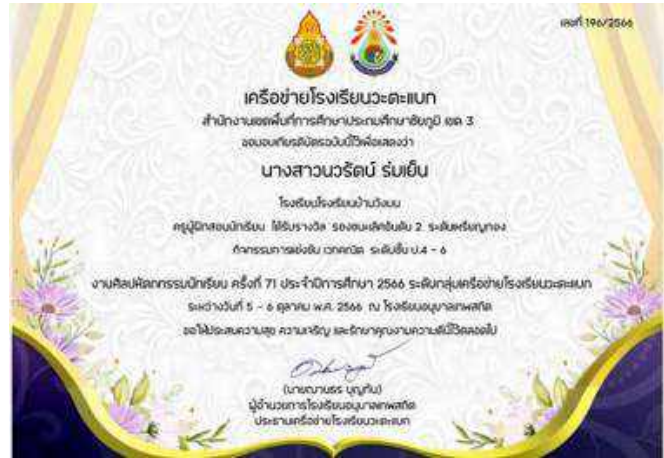 เลขที่ 196/2566
เครือข่ายโรงเรียนวะตะแบก
สำนักงานเขตพื้นที่การศึกษาประถมศึกษาชัยภูมิ เขต 3
ขอมอบเกียรติบัตรฉบับนี้ไว้เพื่อแสดงว่า
นางสาวนวรัตน์ ร่มเย็น
โรงเรียนโรงเรียนบ้านวังมน
ครูผู้ฝึกสอนนักเรียน ได้รับรางวัล รองชนะเลิศอันดับ 2 ระดับเหรียญทอง
กิจกรรมการแข่งขัน เวทคณิต ระดับชั้น ป.4 - 6
งานศิลปหัตถกรรมนักเรียน ครั้งที่ 71 ประจำปีการศึกษา 2566 ระดับกลุ่มเครือข่ายโรงเรียนวะตะแบก
ระหว่างวันที่ 5 - 6 ตุลาคม พ.ศ. 2566 ณ โรงเรียนอนุบาลเทพสถิต
ขอให้ประสบความสุข ความเจริญ และรักษาคุณงามความดีนี้ไว้ตลอดไป
(นายฌานธร บุญทัน)
ผู้อำนวยการโรงเรียนอนุบาลเทพสถิต
ประธานเครือข่ายโรงเรียนวะตะแบก